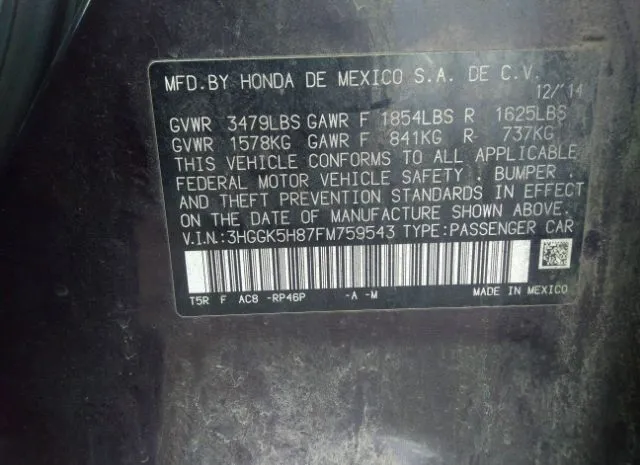 MFD.BY HONDA DE MEXICO S.A. DE C.V.
12/'14
GVWR 3479LBS GAWR F 1854LBS R 1625LBS
GVWR 1578KG GAWR F 841KG R 737KG
THIS VEHICLE CONFORMS TO ALL APPLICABLE
FEDERAL MOTOR VEHICLE SAFETY , BUMPER ,
AND THEFT PREVENTION STANDARDS IN EFFECT
ON THE DATE OF MANUFACTURE SHOWN ABOVE.
V.I.N:3HGGK5H87FM759543 TYPE:PASSENGER CAR
T5R F AC8 -RP46P -A -M MADE IN MEXICO